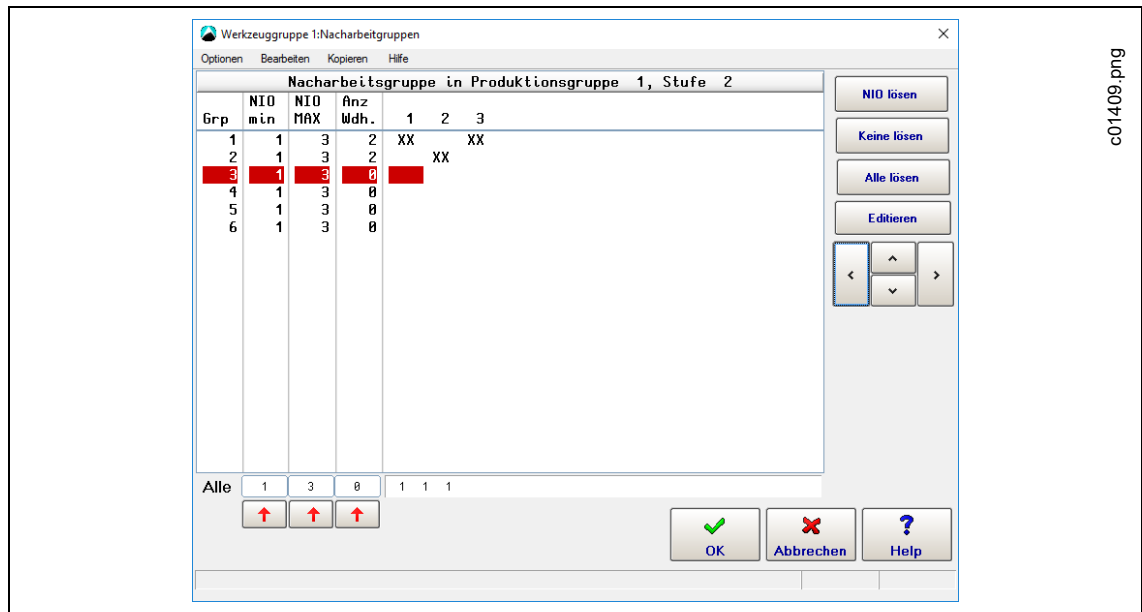 Werkzeuggruppe 1:Nacharbeitgruppen
Optionen Bearbeiten Kopieren Hilfe
Nacharbeitsgruppe in Produktionsgruppe 1, Stufe 2
NIO NIO Anz
Grp min MAX Wdh. 1 2 3
1 1 3 2 XX XX
2 1 3 2 XX
3 1 3 0
4 1 3 0
5 1 3 0
6 1 3 0
Alle 1 3 0 1 1 1
NIO lösen
Keine lösen
Alle lösen
Editieren
OK Abbrechen Help
c01409.png